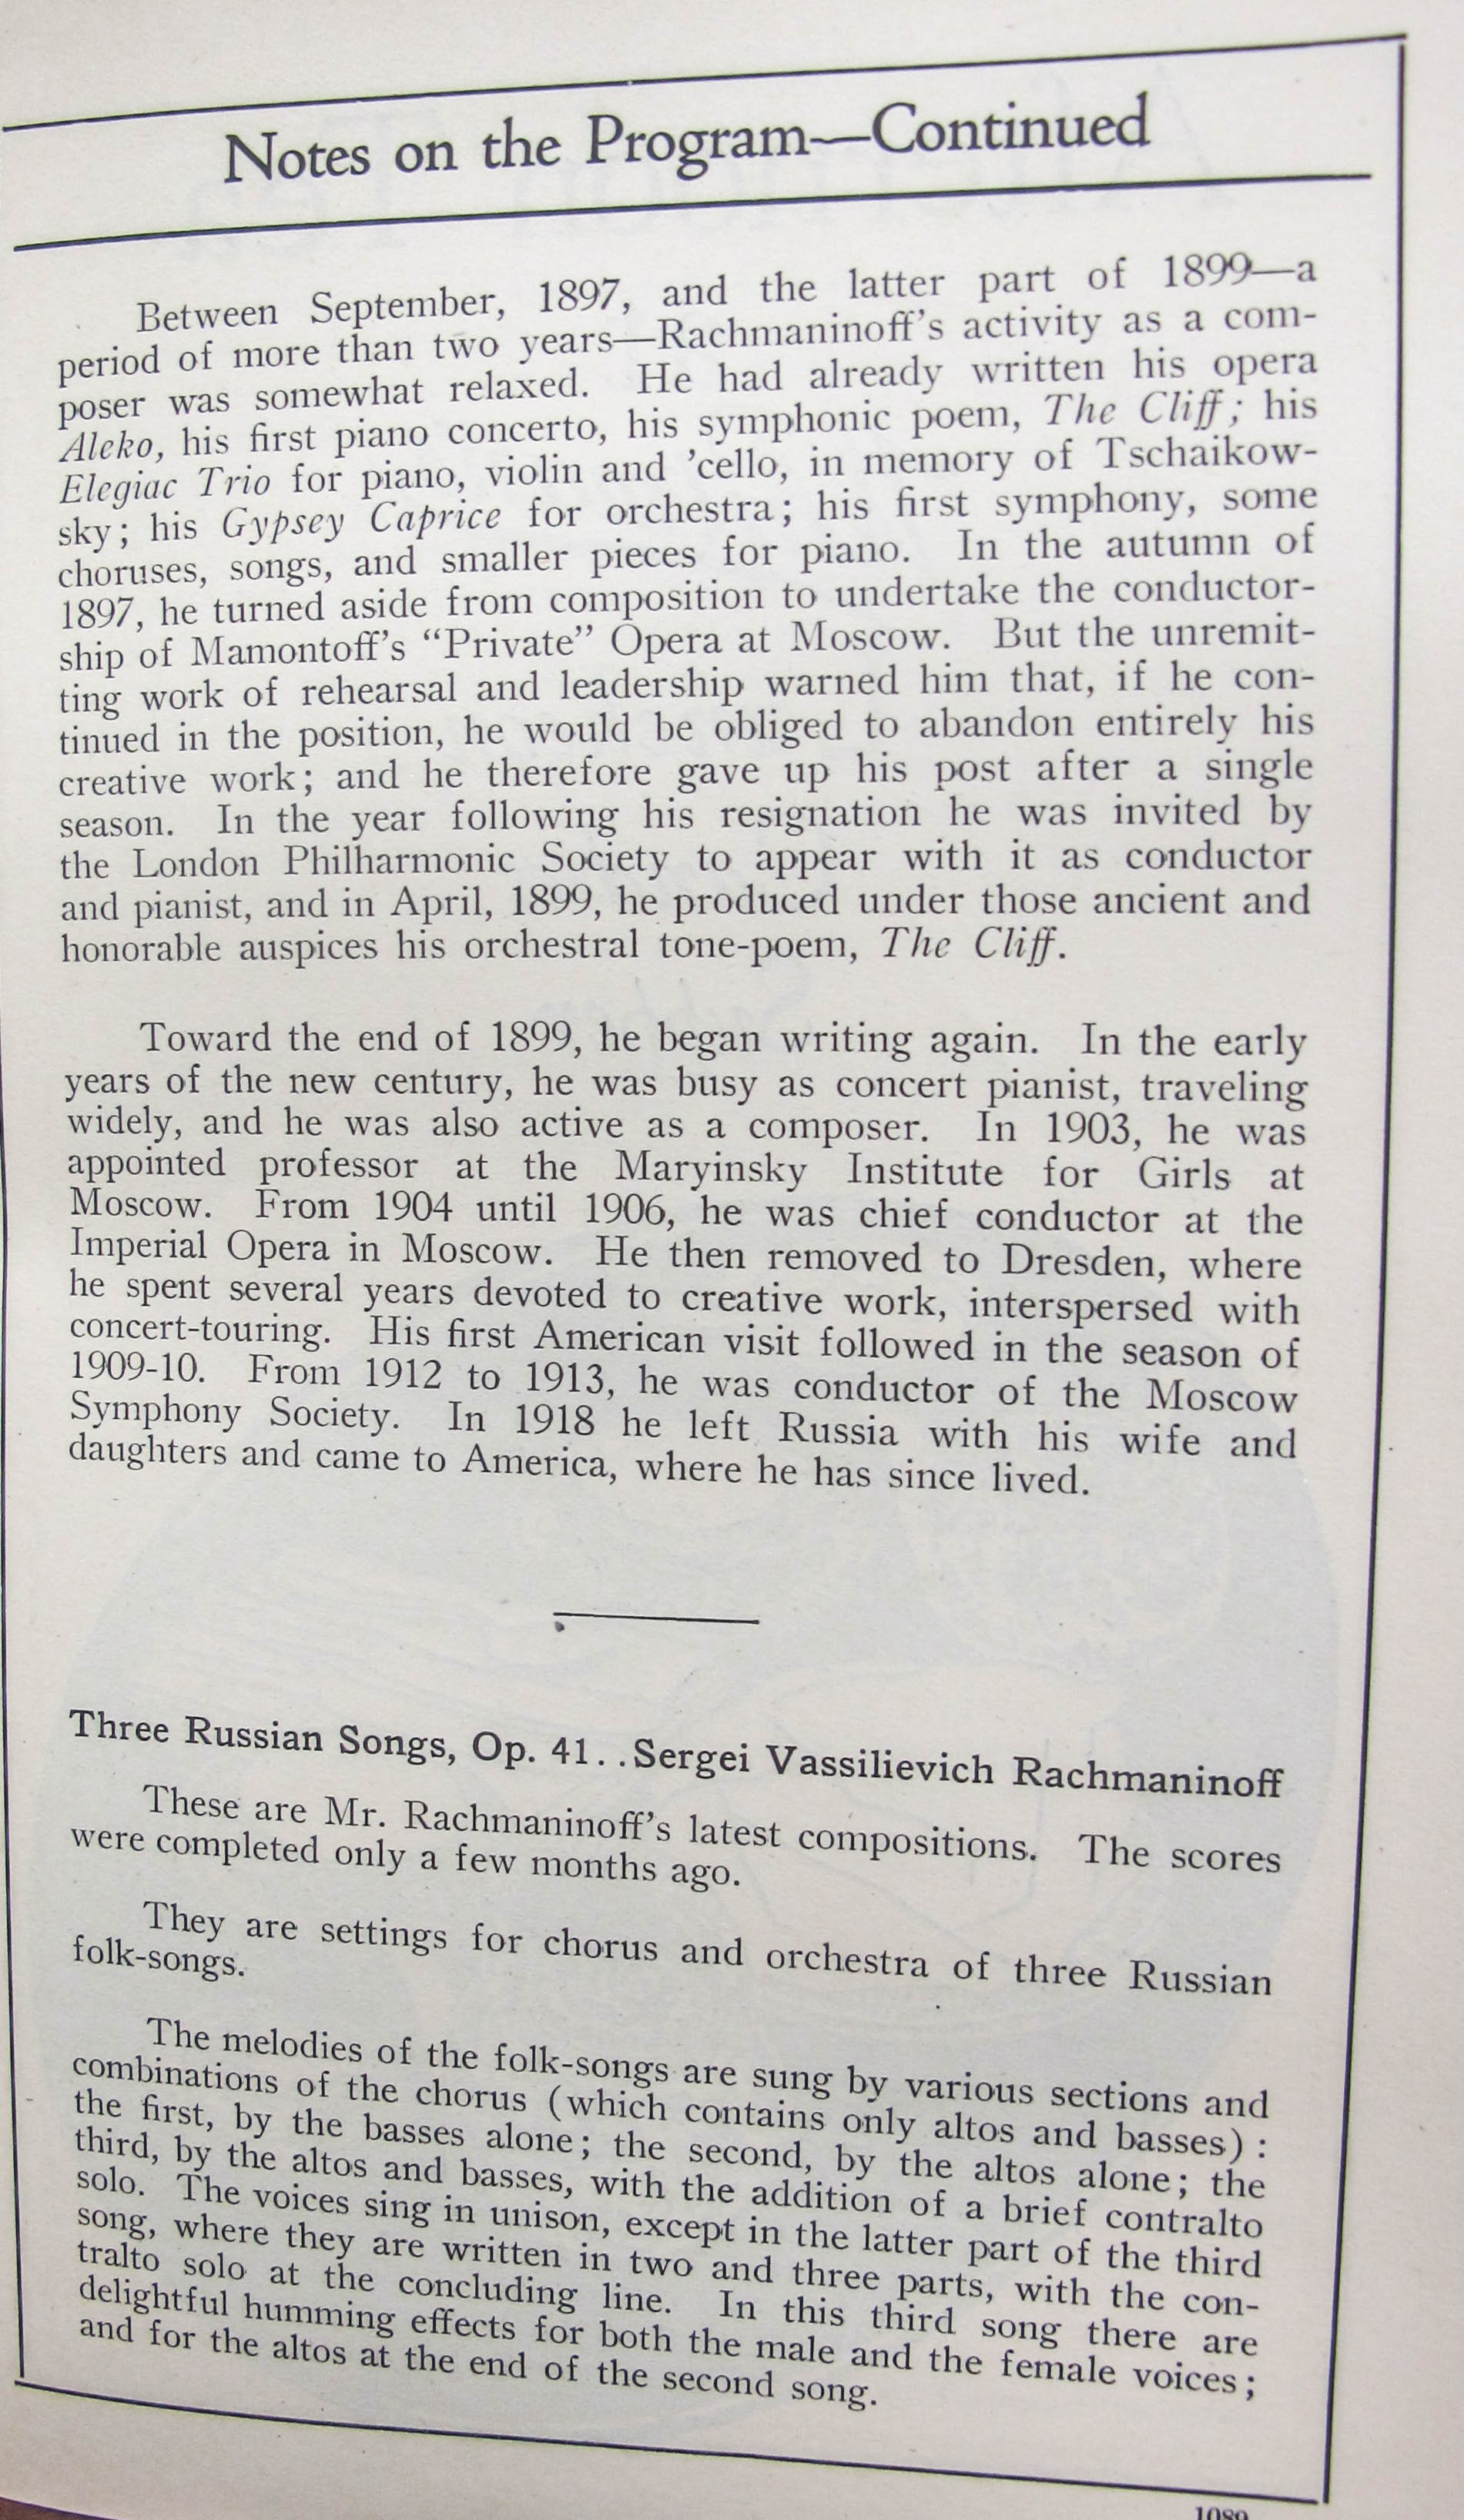 Notes on the Program—Continued
Between September, 1897, and the latter part of 1899—a
period of more than two years—Rachmaninoff's activity as a com-
poser was somewhat relaxed. He had already written his opera
Aleko, his first piano concerto, his symphonic poem, The Cliff; his
Elegiac Trio for piano, violin and 'cello, in memory of Tschaikow-
sky; his Gypsey Caprice for orchestra; his first symphony, some
choruses, songs, and smaller pieces for piano. In the autumn of
1897, he turned aside from composition to undertake the conductor-
ship of Mamontoff's “Private” Opera at Moscow. But the unremit-
ting work of rehearsal and leadership warned him that, if he con-
tinued in the position, he would be obliged to abandon entirely his
creative work; and he therefore gave up his post after a single
season. In the year following his resignation he was invited by
the London Philharmonic Society to appear with it as conductor
and pianist, and in April, 1899, he produced under those ancient and
honorable auspices his orchestral tone-poem, The Cliff.
Toward the end of 1899, he began writing again. In the early
years of the new century, he was busy as concert pianist, traveling
widely, and he was also active as a composer. In 1903, he was
appointed professor at the Maryinsky Institute for Girls at
Moscow. From 1904 until 1906, he was chief conductor at the
Imperial Opera in Moscow. He then removed to Dresden, where
he spent several years devoted to creative work, interspersed with
concert-touring. His first American visit followed in the season of
1909-10. From 1912 to 1913, he was conductor of the Moscow
Symphony Society. In 1918 he left Russia with his wife and
daughters and came to America, where he has since lived.
Three Russian Songs, Op. 41. . Sergei Vassilievich Rachmaninoff
These are Mr. Rachmaninoff's latest compositions. The scores
were completed only a few months ago.
They are settings for chorus and orchestra of three Russian
folk-songs.
The melodies of the folk-songs are sung by various sections and
combinations of the chorus (which contains only altos and basses):
the first, by the basses alone; the second, by the altos alone; the
third, by the altos and basses, with the addition of a brief contralto
solo. The voices sing in unison, except in the latter part of the third
song, where they are written in two and three parts, with the con-
tralto solo at the concluding line. In this third song there are
delightful humming effects for both the male and the female voices;
and for the altos at the end of the second song.
1089